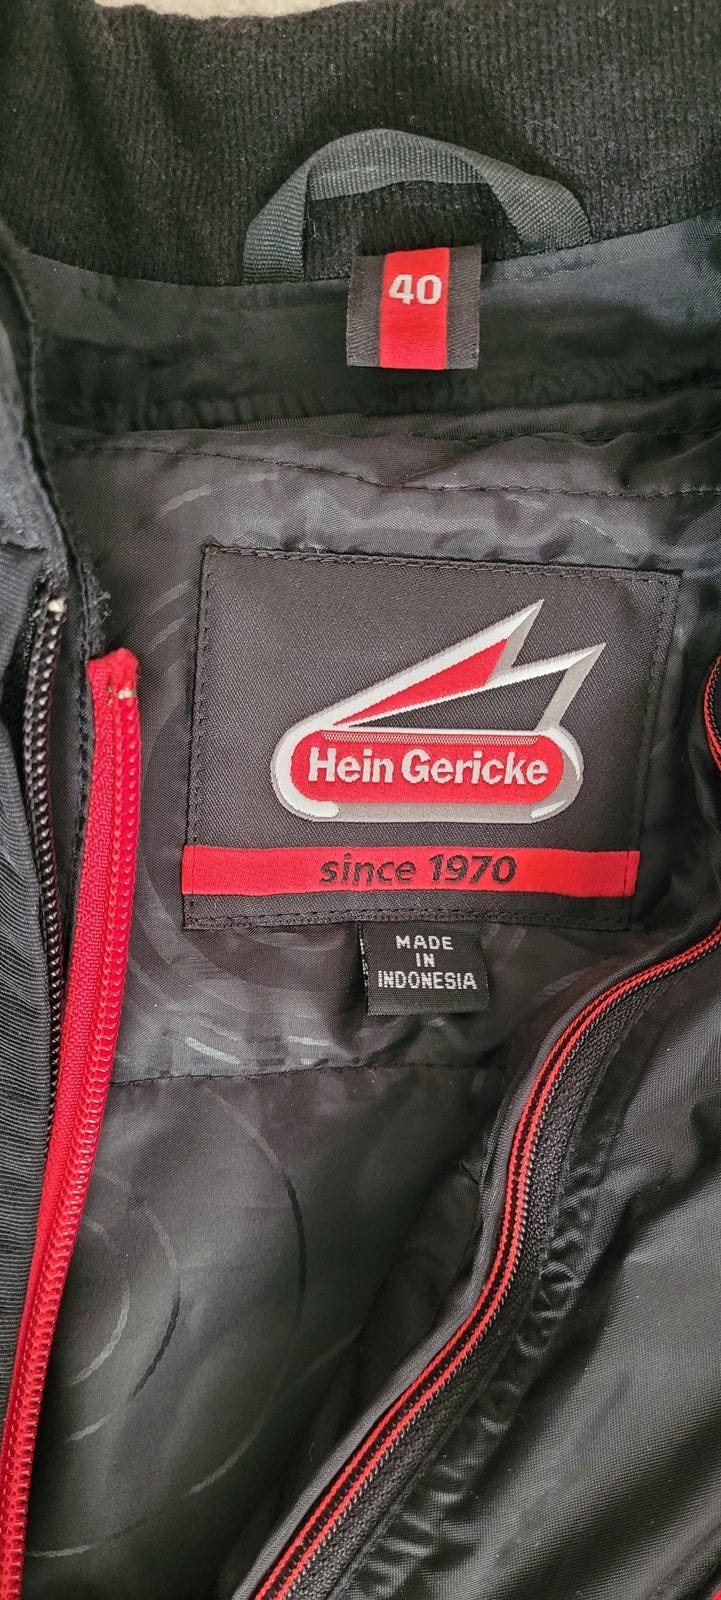 40
Hein Gericke
since 1970
MADE
IN
INDONESIA